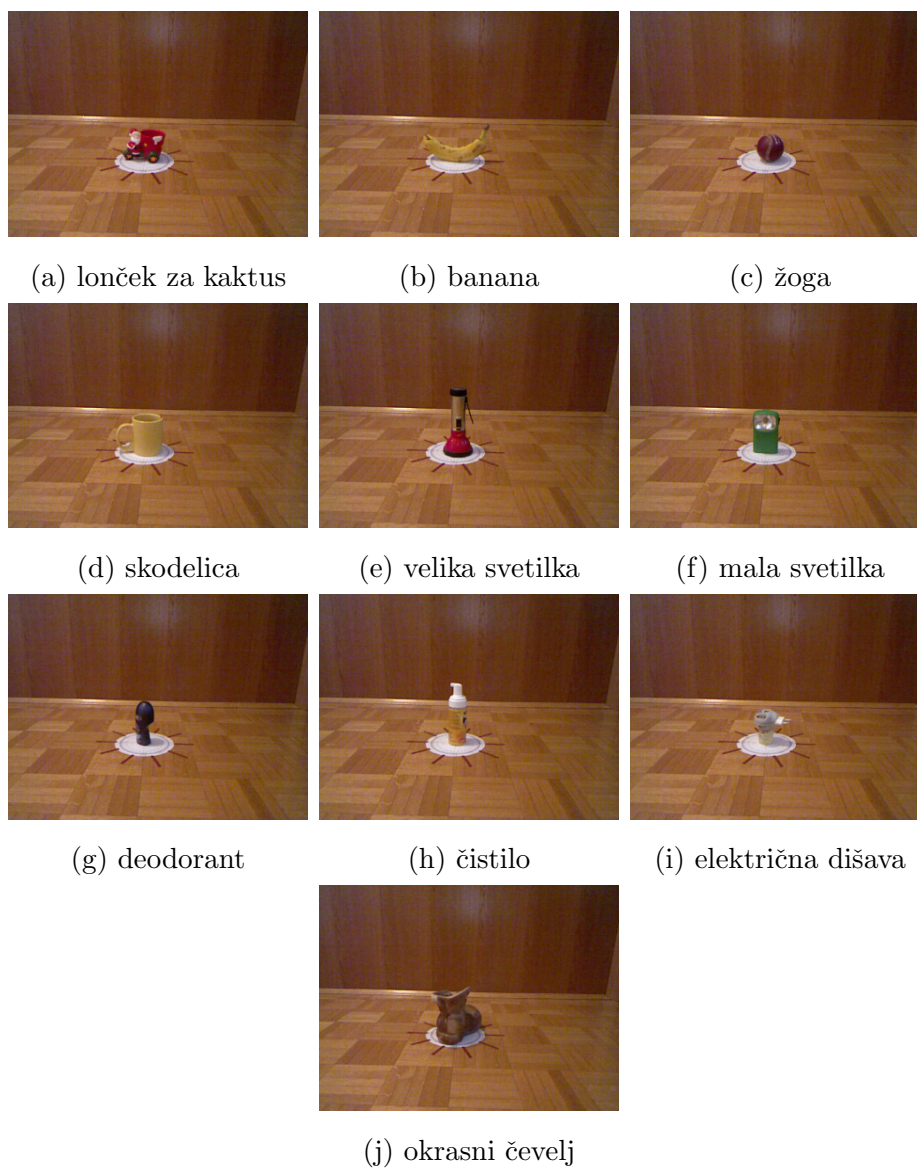 (a) lonček za kaktus
(b) banana
(c) žoga
(d) skodelica
(e) velika svetilka
(f) mala svetilka
(g) deodorant
(h) čistilo
(i) električna dišava
(j) okrasni čevelj